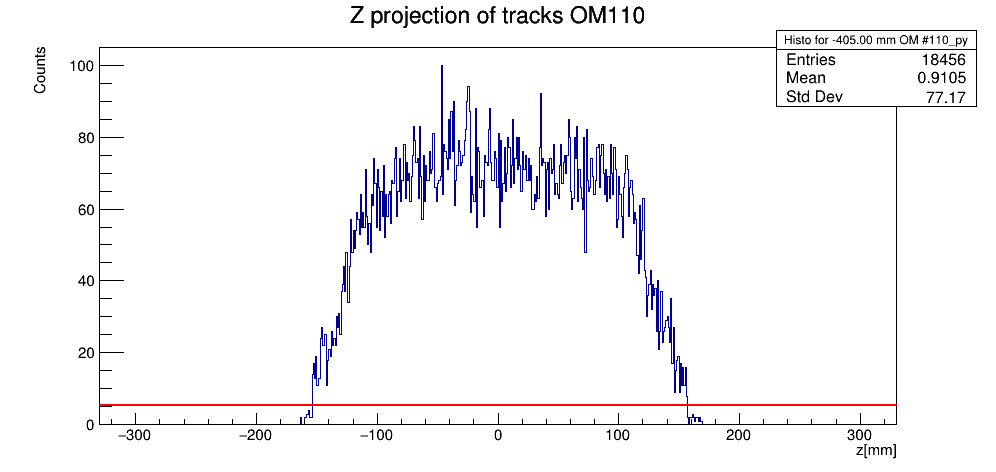 Z projection of tracks OM110
Histo for -405.00 mm OM #110_py
Entries 18456
Mean 0.9105
Std Dev 77.17
Counts
100
80
60
40
20
0
−300 −200 −100 0 100 200 300
z[mm]